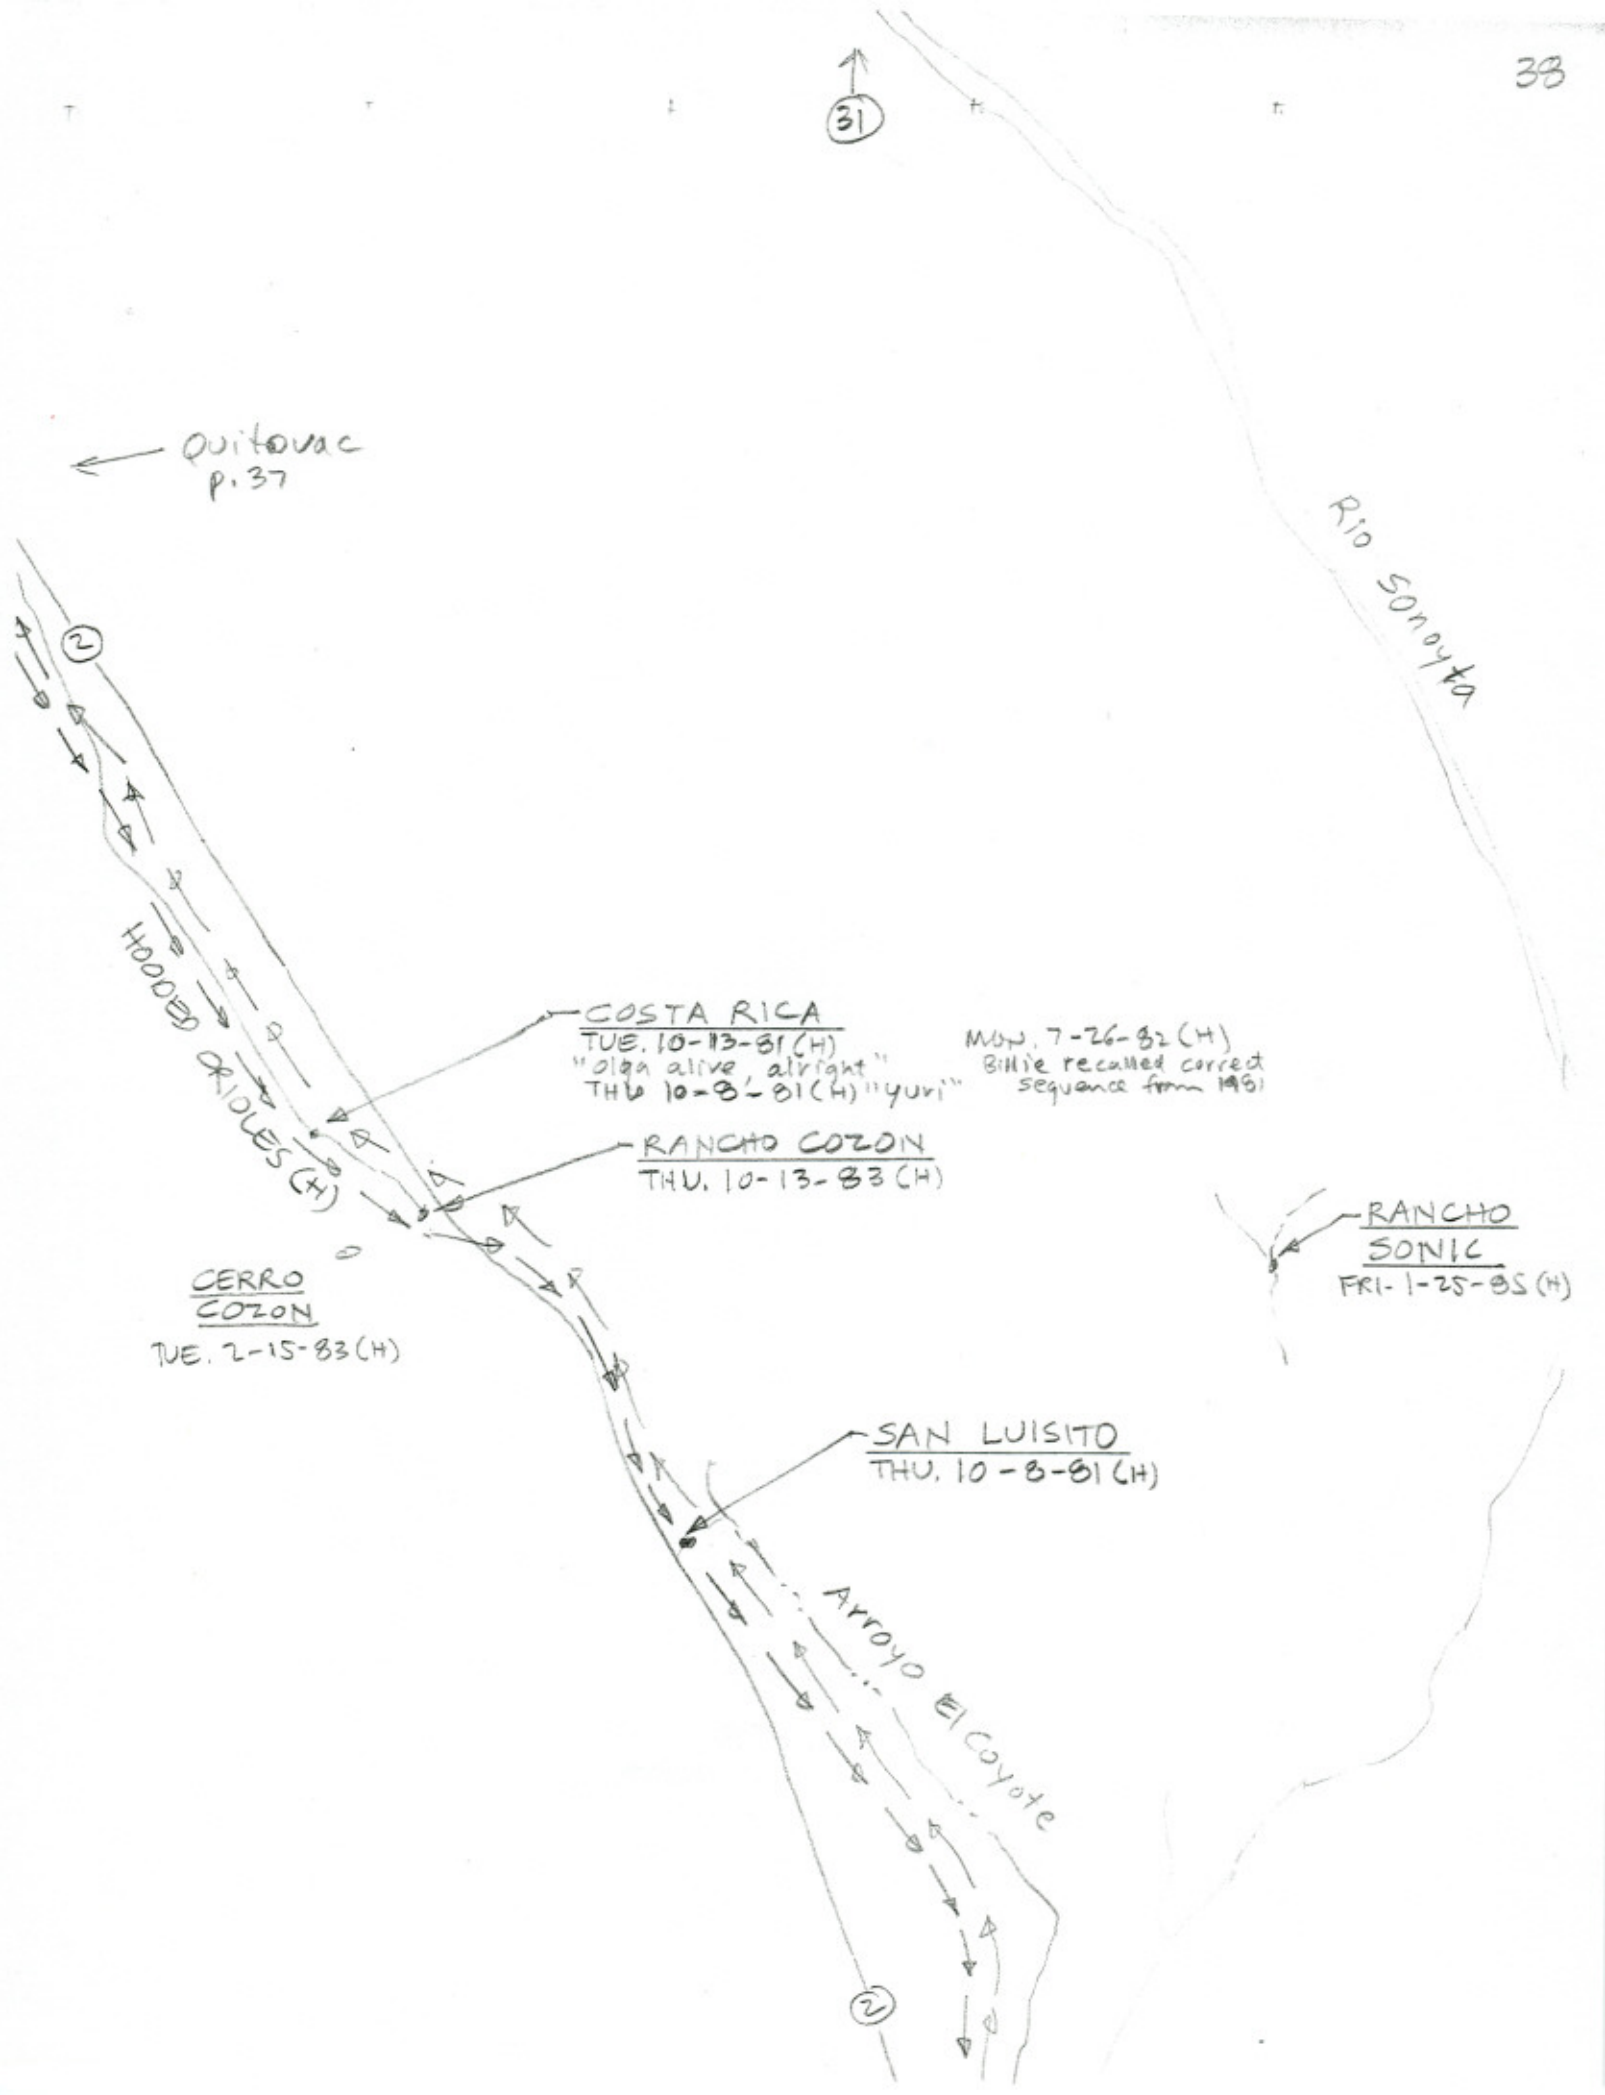 38
31
Quitovac
p. 37
Rio Sonoyta
2
HOODED ORIOLES (H)
COSTA RICA
TUE. 10-13-81 (H)
"Olga alive, alright"
THU 10-8-81 (H) "Yuri"
MON. 7-26-82 (H)
Billie recalled correct
sequence from 1981
RANCHO COZON
THU. 10-13-83 (H)
RANCHO
SONIC
FRI. 1-25-85 (H)
CERRO
COZON
TUE. 2-15-83 (H)
SAN LUISITO
THU. 10-8-81 (H)
Arroyo El Coyote
2